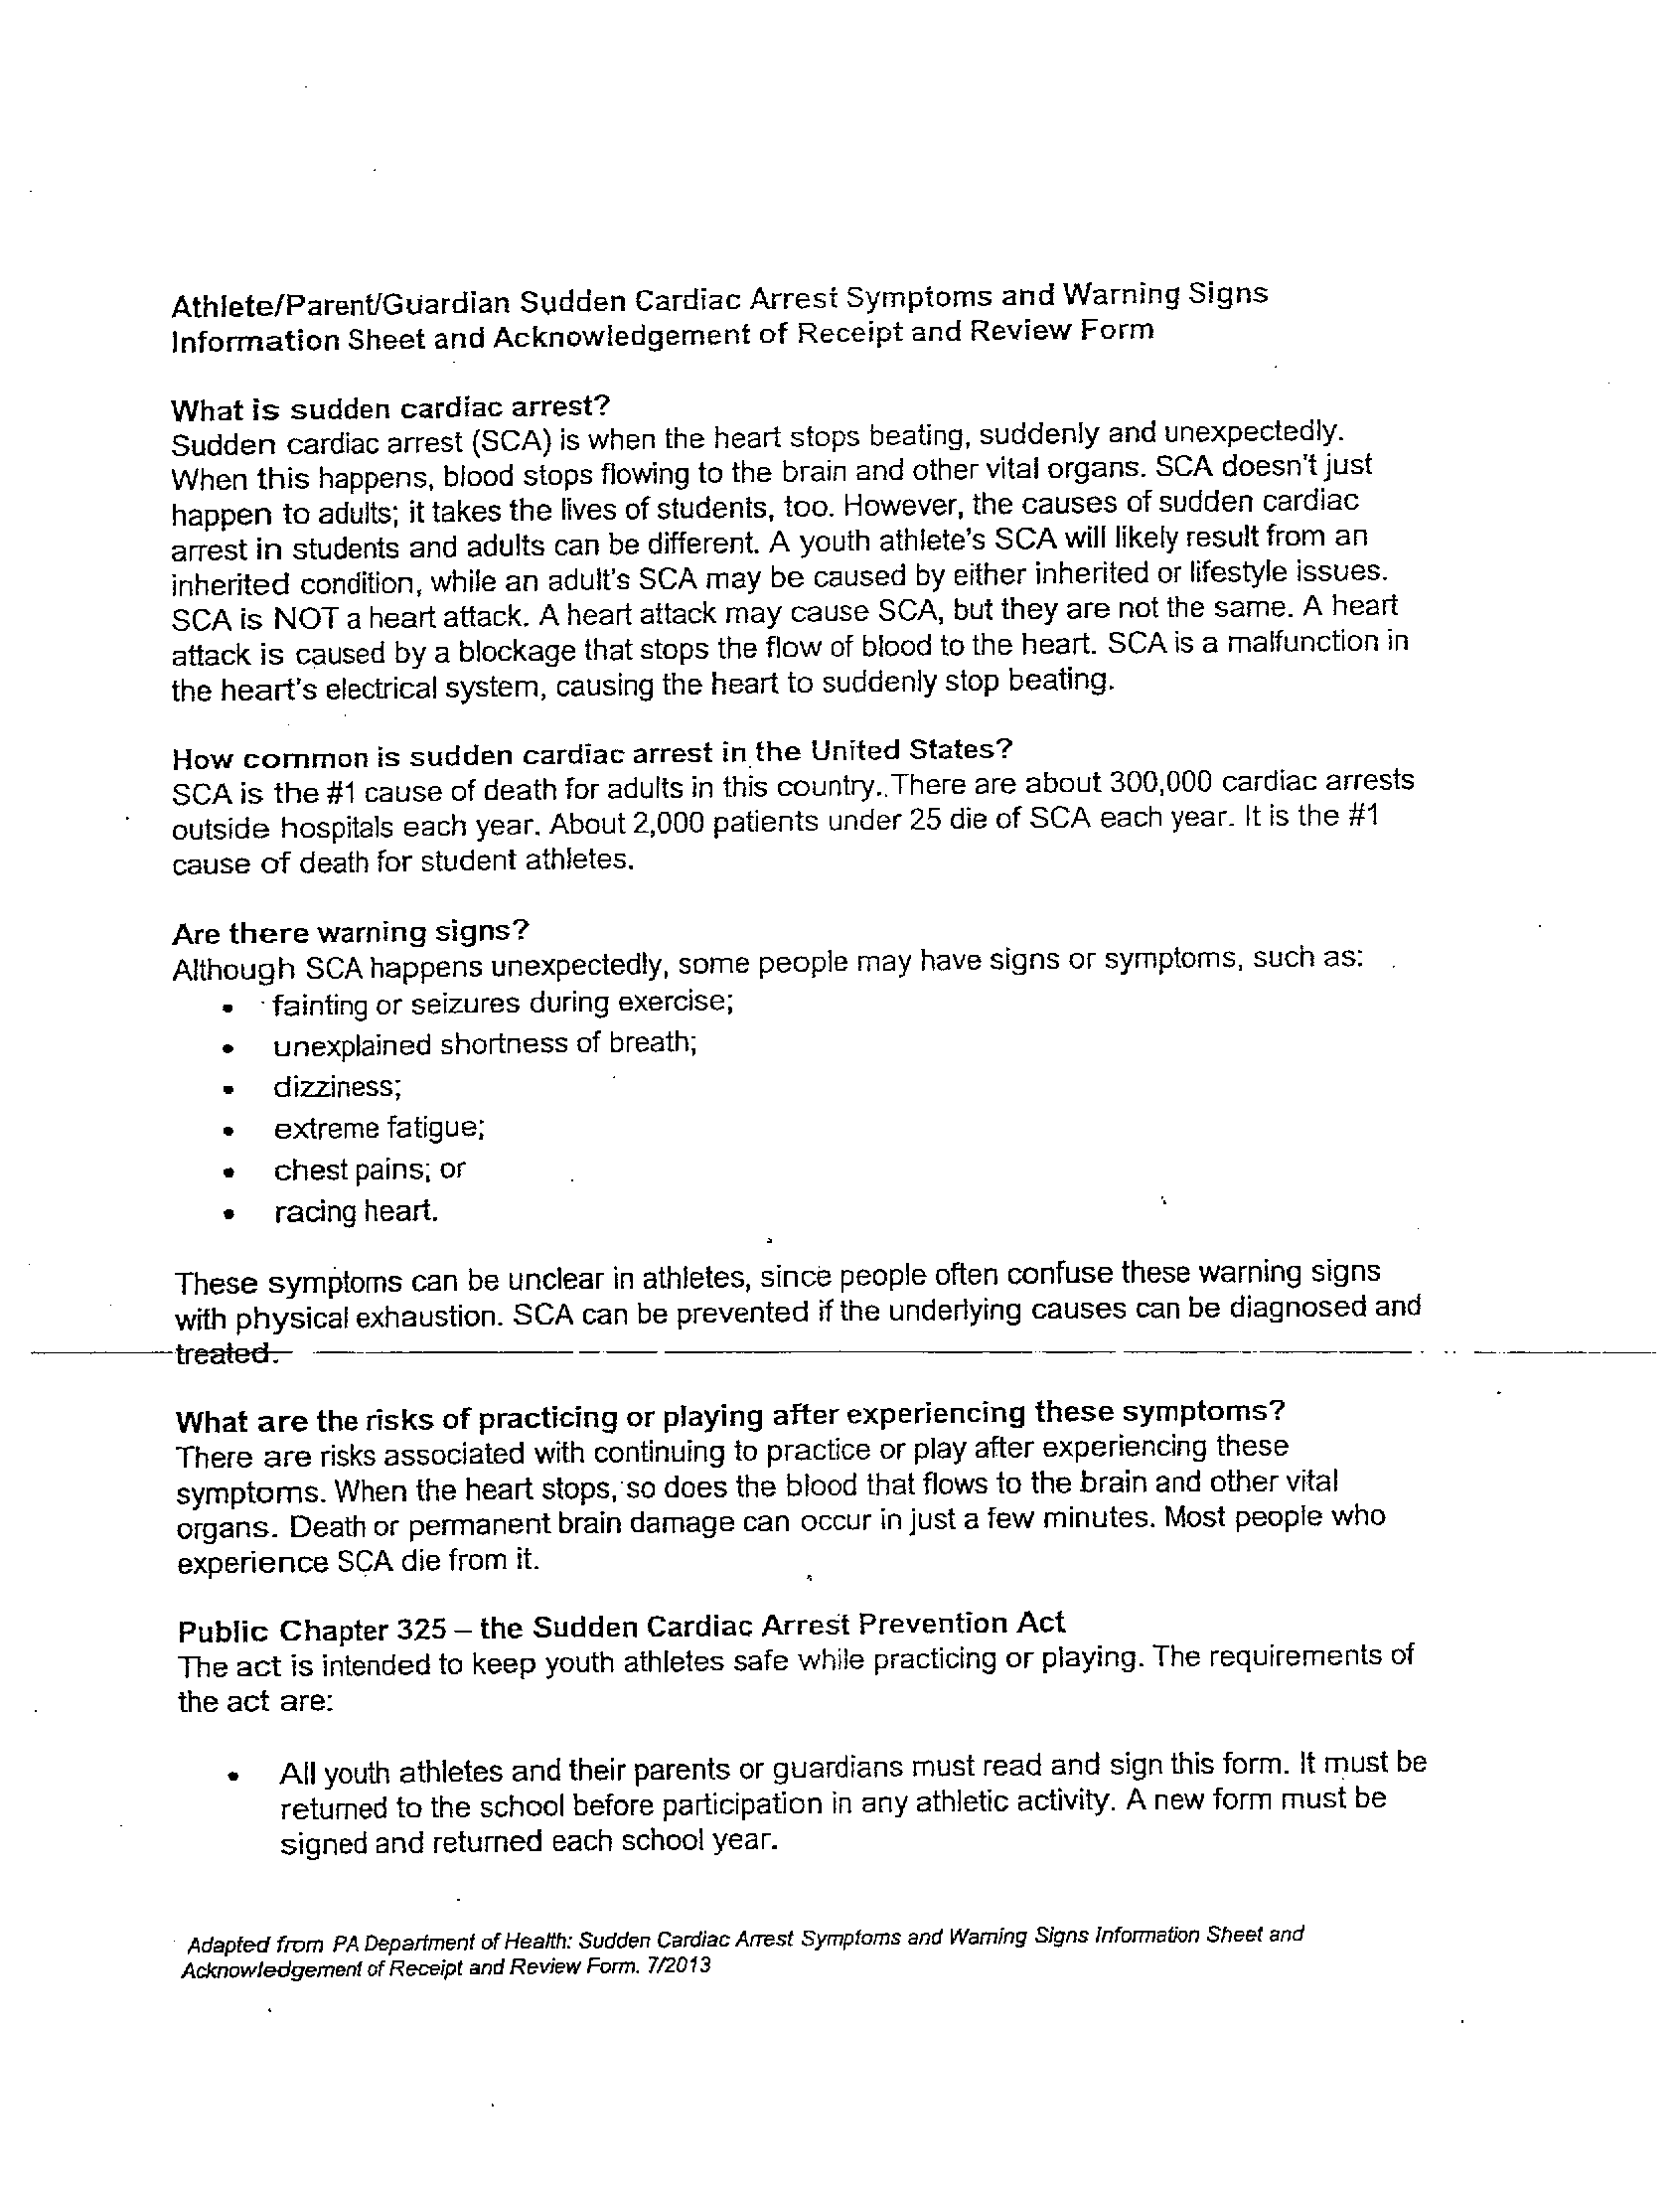 Athlete/Parent/Guardian Sudden Cardiac Arrest Symptoms and Warning Signs
Information Sheet and Acknowledgement of Receipt and Review Form
What is sudden cardiac arrest?
Sudden cardiac arrest (SCA) is when the heart stops beating, suddenly and unexpectedly.
When this happens, blood stops flowing to the brain and other vital organs. SCA doesn't just
happen to adults; it takes the lives of students, too. However, the causes of sudden cardiac
arrest in students and adults can be different. A youth athlete's SCA will likely result from an
inherited condition, while an adult's SCA may be caused by either inherited or lifestyle issues.
SCA is NOT a heart attack. A heart attack may cause SCA, but they are not the same. A heart
attack is caused by a blockage that stops the flow of blood to the heart. SCA is a malfunction in
the heart's electrical system, causing the heart to suddenly stop beating.
How common is sudden cardiac arrest in the United States?
SCA is the #1 cause of death for adults in this country. There are about 300,000 cardiac arrests
outside hospitals each year. About 2,000 patients under 25 die of SCA each year. It is the #1
cause of death for student athletes.
Are there warning signs?
Although SCA happens unexpectedly, some people may have signs or symptoms, such as:
• fainting or seizures during exercise;
• unexplained shortness of breath;
• dizziness;
• extreme fatigue;
• chest pains; or
• racing heart.
These symptoms can be unclear in athletes, since people often confuse these warning signs
with physical exhaustion. SCA can be prevented if the underlying causes can be diagnosed and
treated.
What are the risks of practicing or playing after experiencing these symptoms?
There are risks associated with continuing to practice or play after experiencing these
symptoms. When the heart stops, so does the blood that flows to the brain and other vital
organs. Death or permanent brain damage can occur in just a few minutes. Most people who
experience SCA die from it.
Public Chapter 325 – the Sudden Cardiac Arrest Prevention Act
The act is intended to keep youth athletes safe while practicing or playing. The requirements of
the act are:
• All youth athletes and their parents or guardians must read and sign this form. It must be
returned to the school before participation in any athletic activity. A new form must be
signed and returned each school year.
Adapted from PA Department of Health: Sudden Cardiac Arrest Symptoms and Warning Signs Information Sheet and
Acknowledgement of Receipt and Review Form. 7/2013